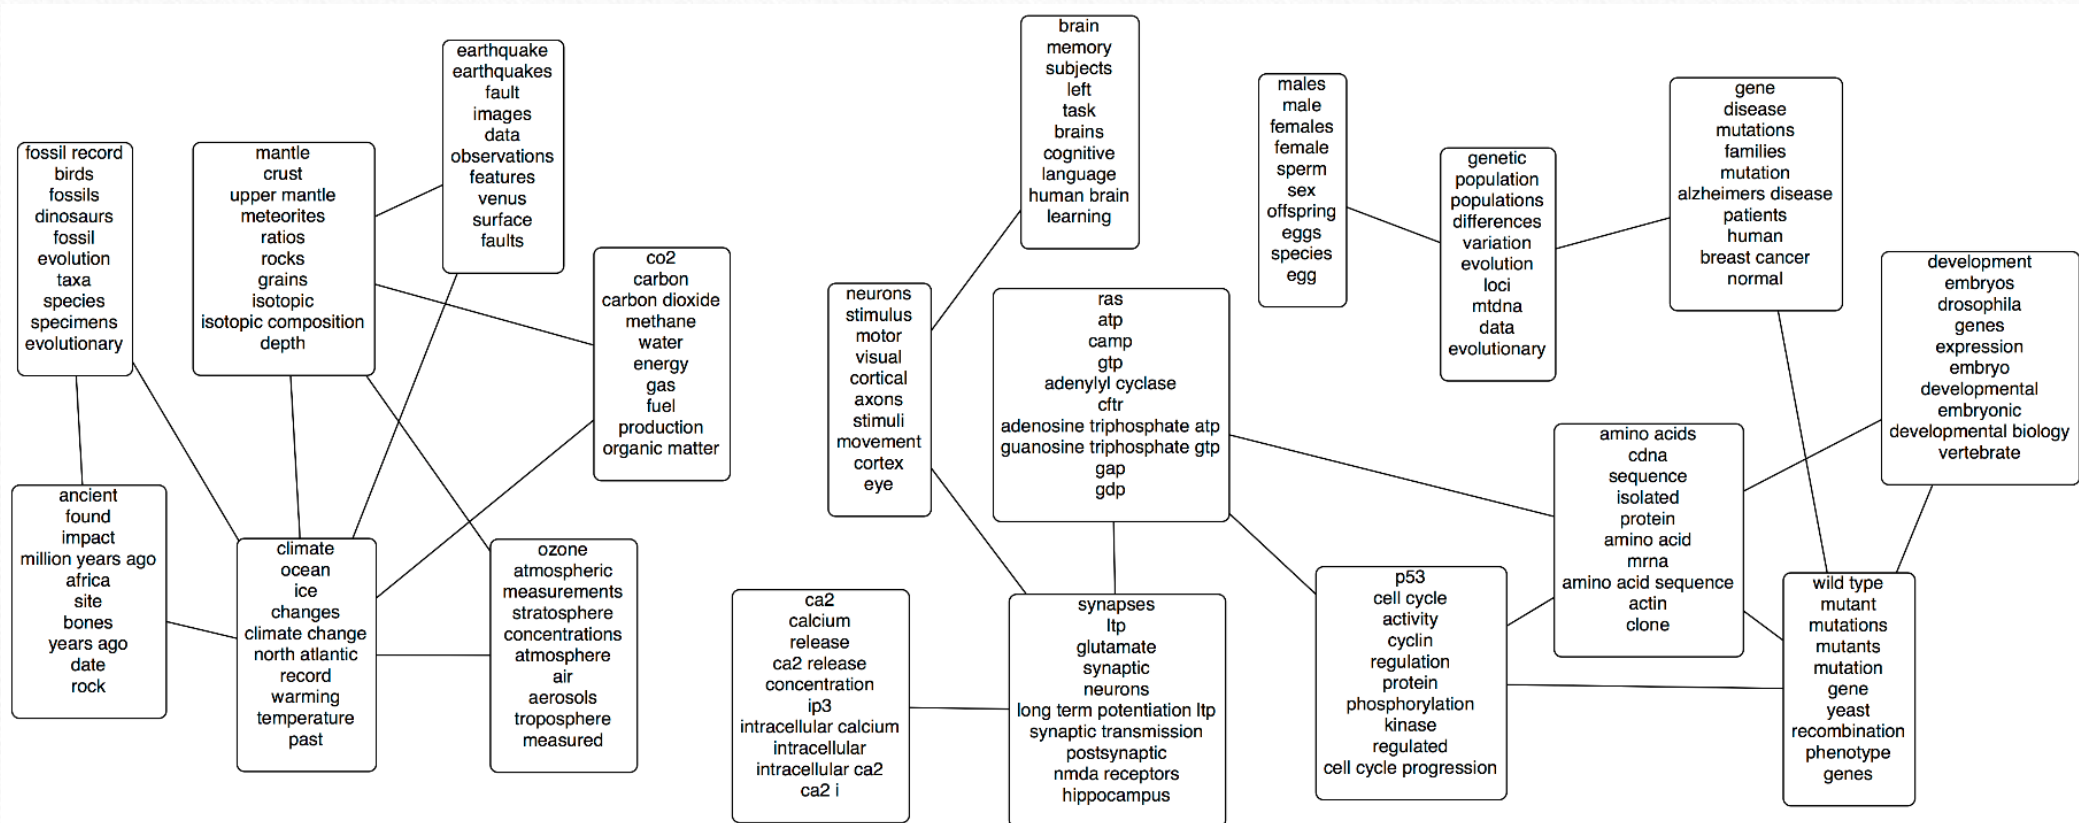 fossil record
birds
fossils
dinosaurs
fossil
evolution
taxa
species
specimens
evolutionary
mantle
crust
upper mantle
meteorites
ratios
rocks
grains
isotopic
isotopic composition
depth
earthquake
earthquakes
fault
images
data
observations
features
venus
surface
faults
co2
carbon
carbon dioxide
methane
water
energy
gas
fuel
production
organic matter
ancient
found
impact
million years ago
africa
site
bones
years ago
date
rock
climate
ocean
ice
changes
climate change
north atlantic
record
warming
temperature
past
ozone
atmospheric
measurements
stratosphere
concentrations
atmosphere
air
aerosols
troposphere
measured
brain
memory
subjects
left
task
brains
cognitive
language
human brain
learning
neurons
stimulus
motor
visual
cortical
axons
stimuli
movement
cortex
eye
ras
atp
camp
gtp
adenylyl cyclase
cftr
adenosine triphosphate atp
guanosine triphosphate gtp
gap
gdp
ca2
calcium
release
ca2 release
concentration
ip3
intracellular calcium
intracellular
intracellular ca2
ca2 i
synapses
ltp
glutamate
synaptic
neurons
long term potentiation ltp
synaptic transmission
postsynaptic
nmda receptors
hippocampus
males
male
females
female
sperm
sex
offspring
eggs
species
egg
genetic
population
populations
differences
variation
evolution
loci
mtdna
data
evolutionary
gene
disease
mutations
families
mutation
alzheimers disease
patients
human
breast cancer
normal
development
embryos
drosophila
genes
expression
embryo
developmental
embryonic
developmental biology
vertebrate
amino acids
cdna
sequence
isolated
protein
amino acid
mrna
amino acid sequence
actin
clone
p53
cell cycle
activity
cyclin
regulation
protein
phosphorylation
kinase
regulated
cell cycle progression
wild type
mutant
mutations
mutants
mutation
gene
yeast
recombination
phenotype
genes